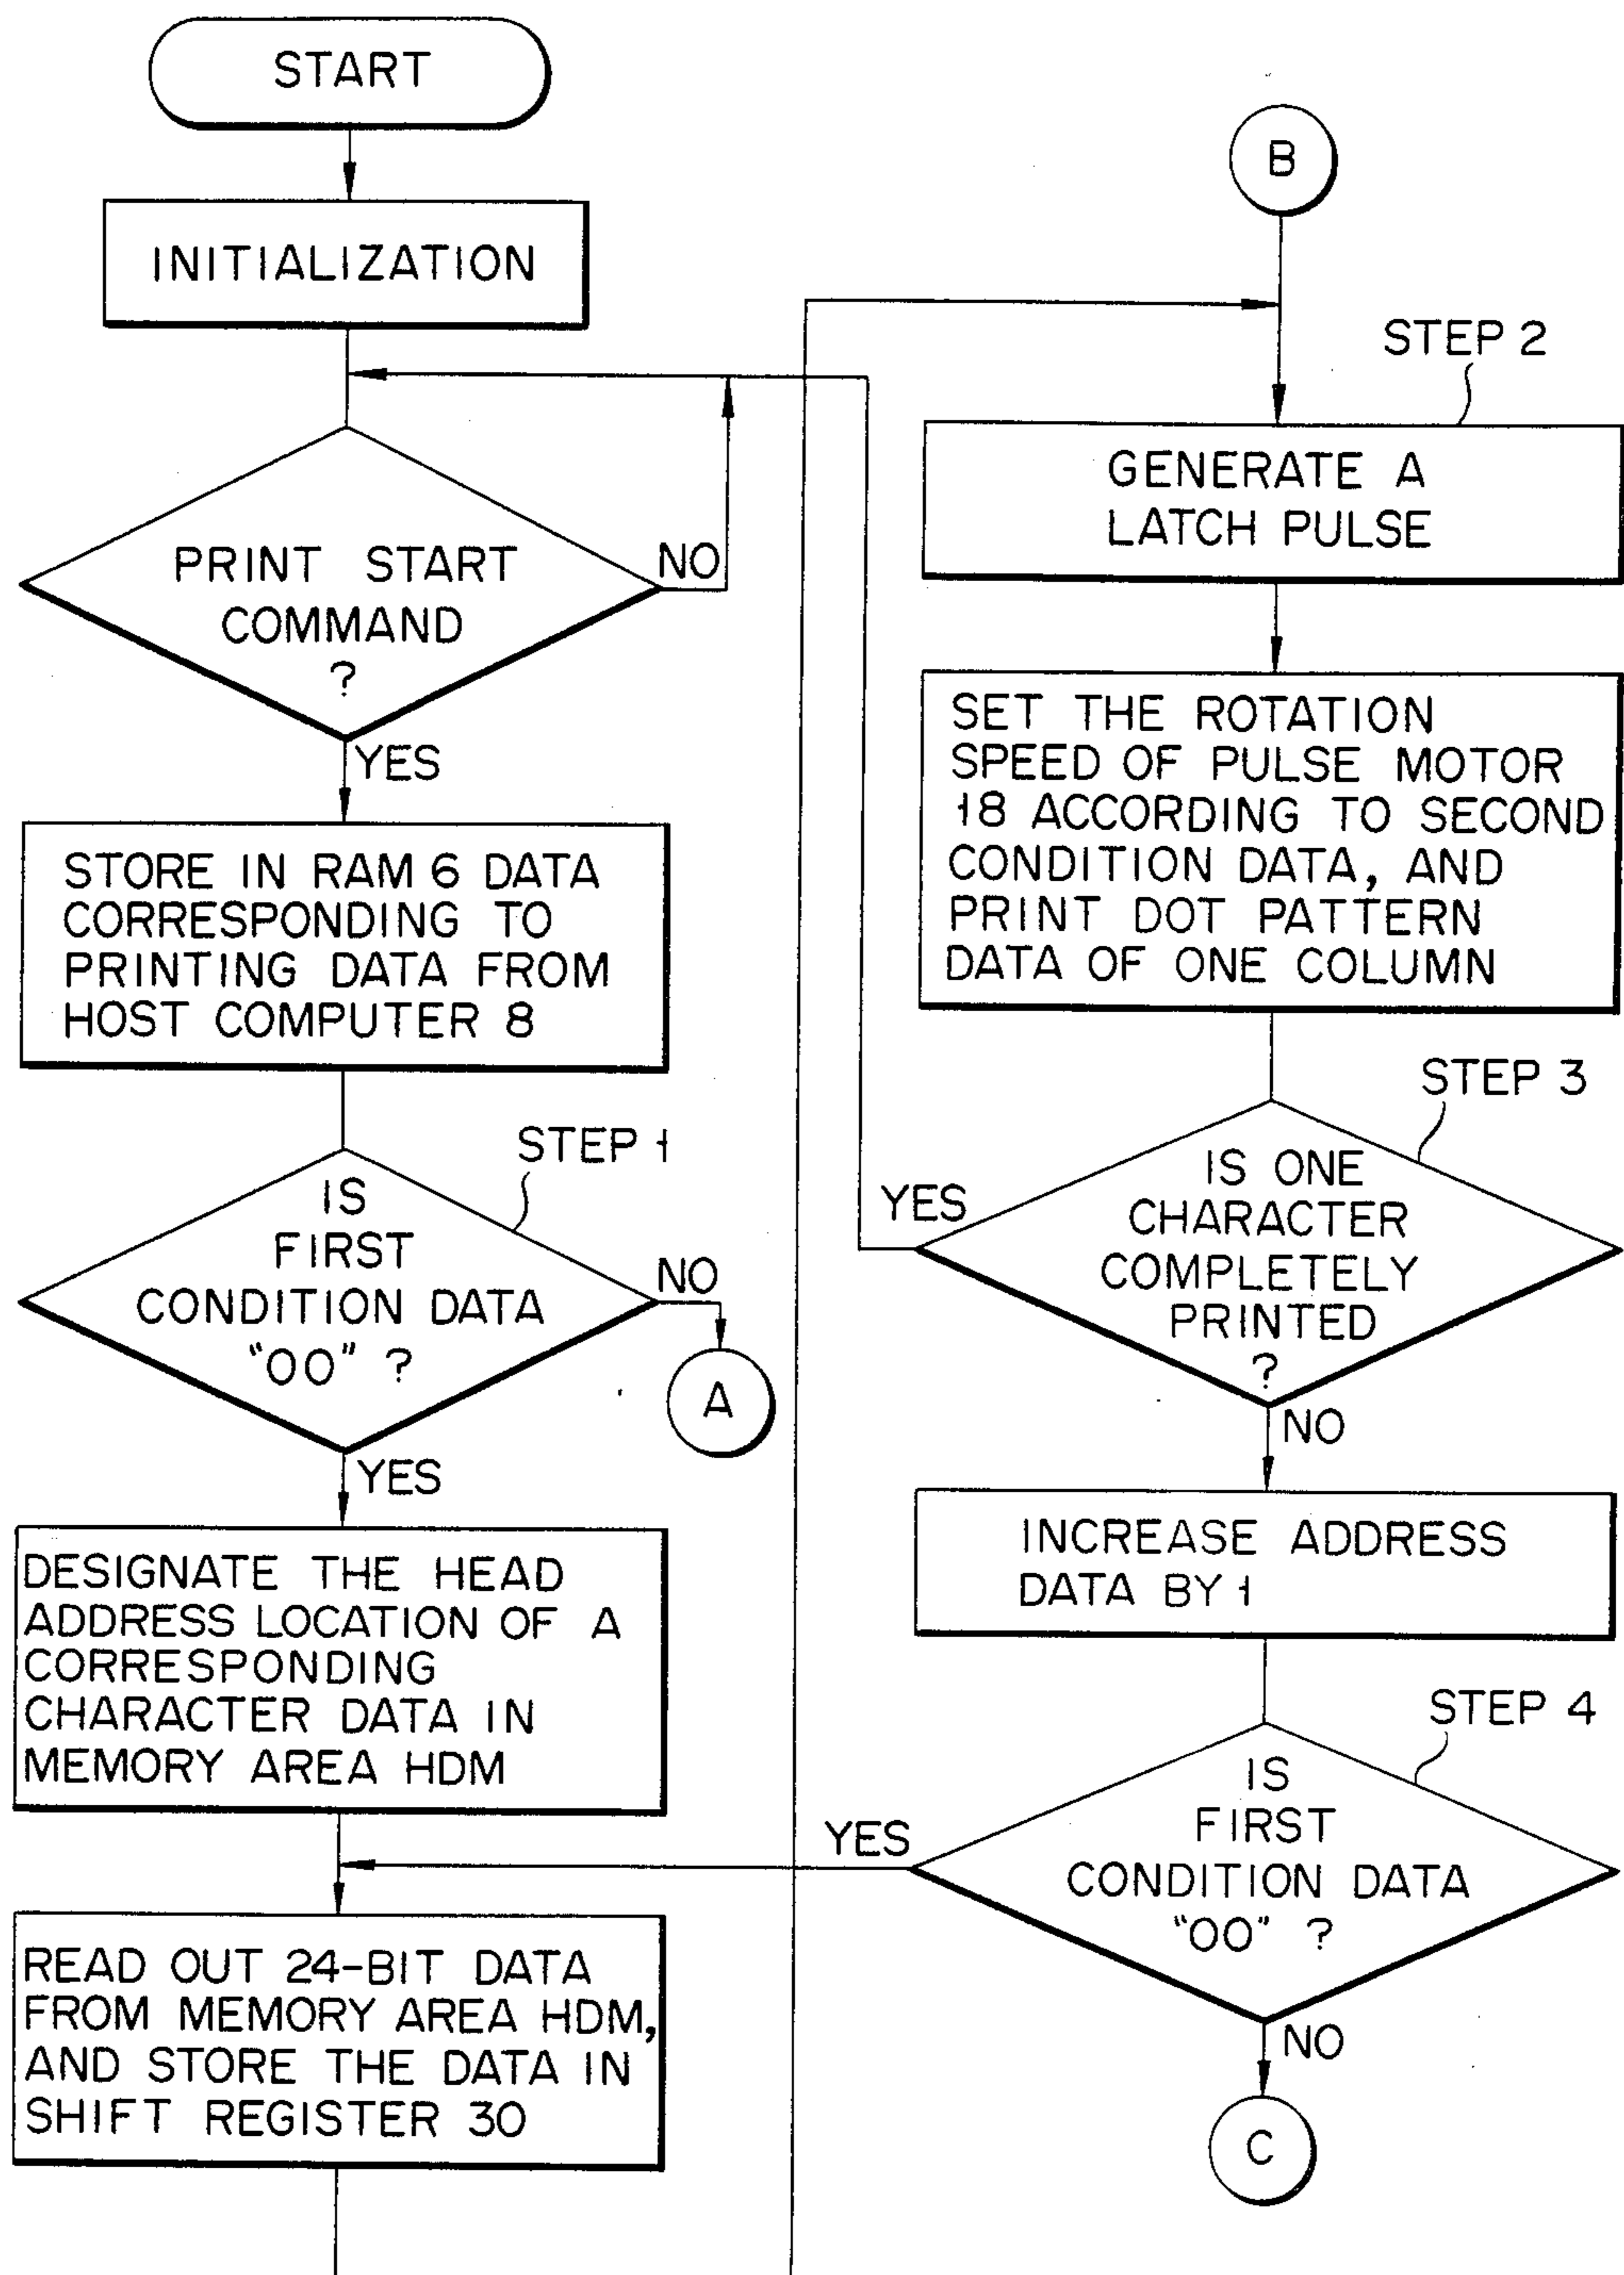 START
INITIALIZATION
PRINT START
COMMAND
?
NO
YES
STORE IN RAM 6 DATA
CORRESPONDING TO
PRINTING DATA FROM
HOST COMPUTER 8
STEP 1
IS
FIRST
CONDITION DATA
"00" ?
NO
A
YES
DESIGNATE THE HEAD
ADDRESS LOCATION OF A
CORRESPONDING
CHARACTER DATA IN
MEMORY AREA HDM
READ OUT 24-BIT DATA
FROM MEMORY AREA HDM,
AND STORE THE DATA IN
SHIFT REGISTER 30
B
STEP 2
GENERATE A
LATCH PULSE
SET THE ROTATION
SPEED OF PULSE MOTOR
18 ACCORDING TO SECOND
CONDITION DATA, AND
PRINT DOT PATTERN
DATA OF ONE COLUMN
STEP 3
IS ONE
CHARACTER
COMPLETELY
PRINTED
?
YES
NO
INCREASE ADDRESS
DATA BY 1
STEP 4
IS
FIRST
CONDITION DATA
"00" ?
YES
NO
C